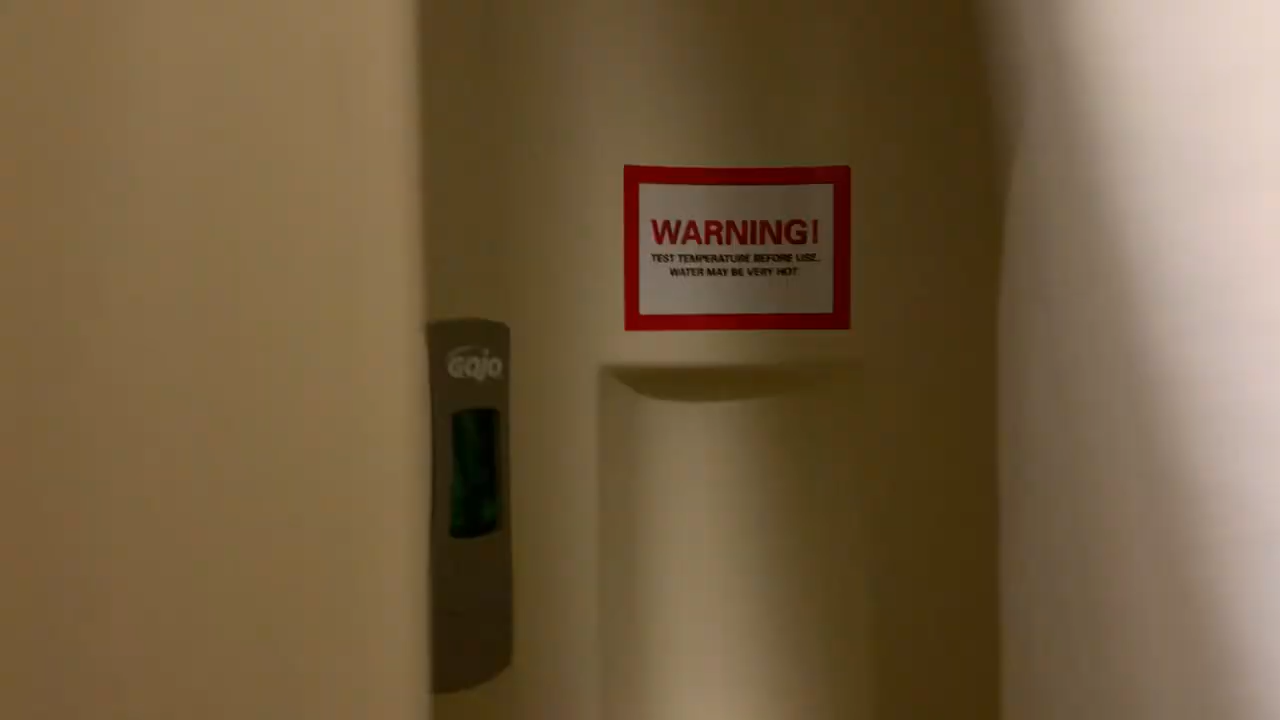 WARNING!
TEST TEMPERATURE BEFORE USE.
WATER MAY BE VERY HOT
GOJO